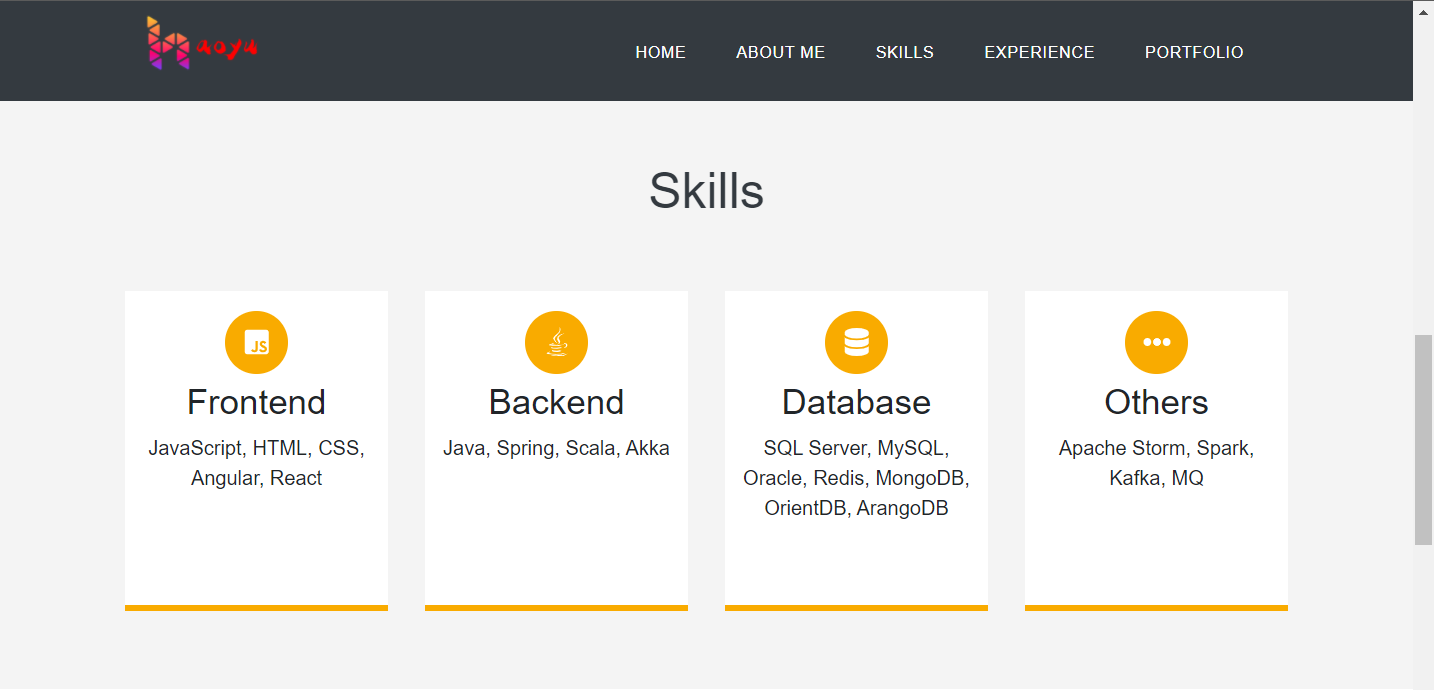 aoyu
HOME ABOUT ME SKILLS EXPERIENCE PORTFOLIO
Skills
JS
Frontend
JavaScript, HTML, CSS,
Angular, React
Backend
Java, Spring, Scala, Akka
Database
SQL Server, MySQL,
Oracle, Redis, MongoDB,
OrientDB, ArangoDB
Others
Apache Storm, Spark,
Kafka, MQ